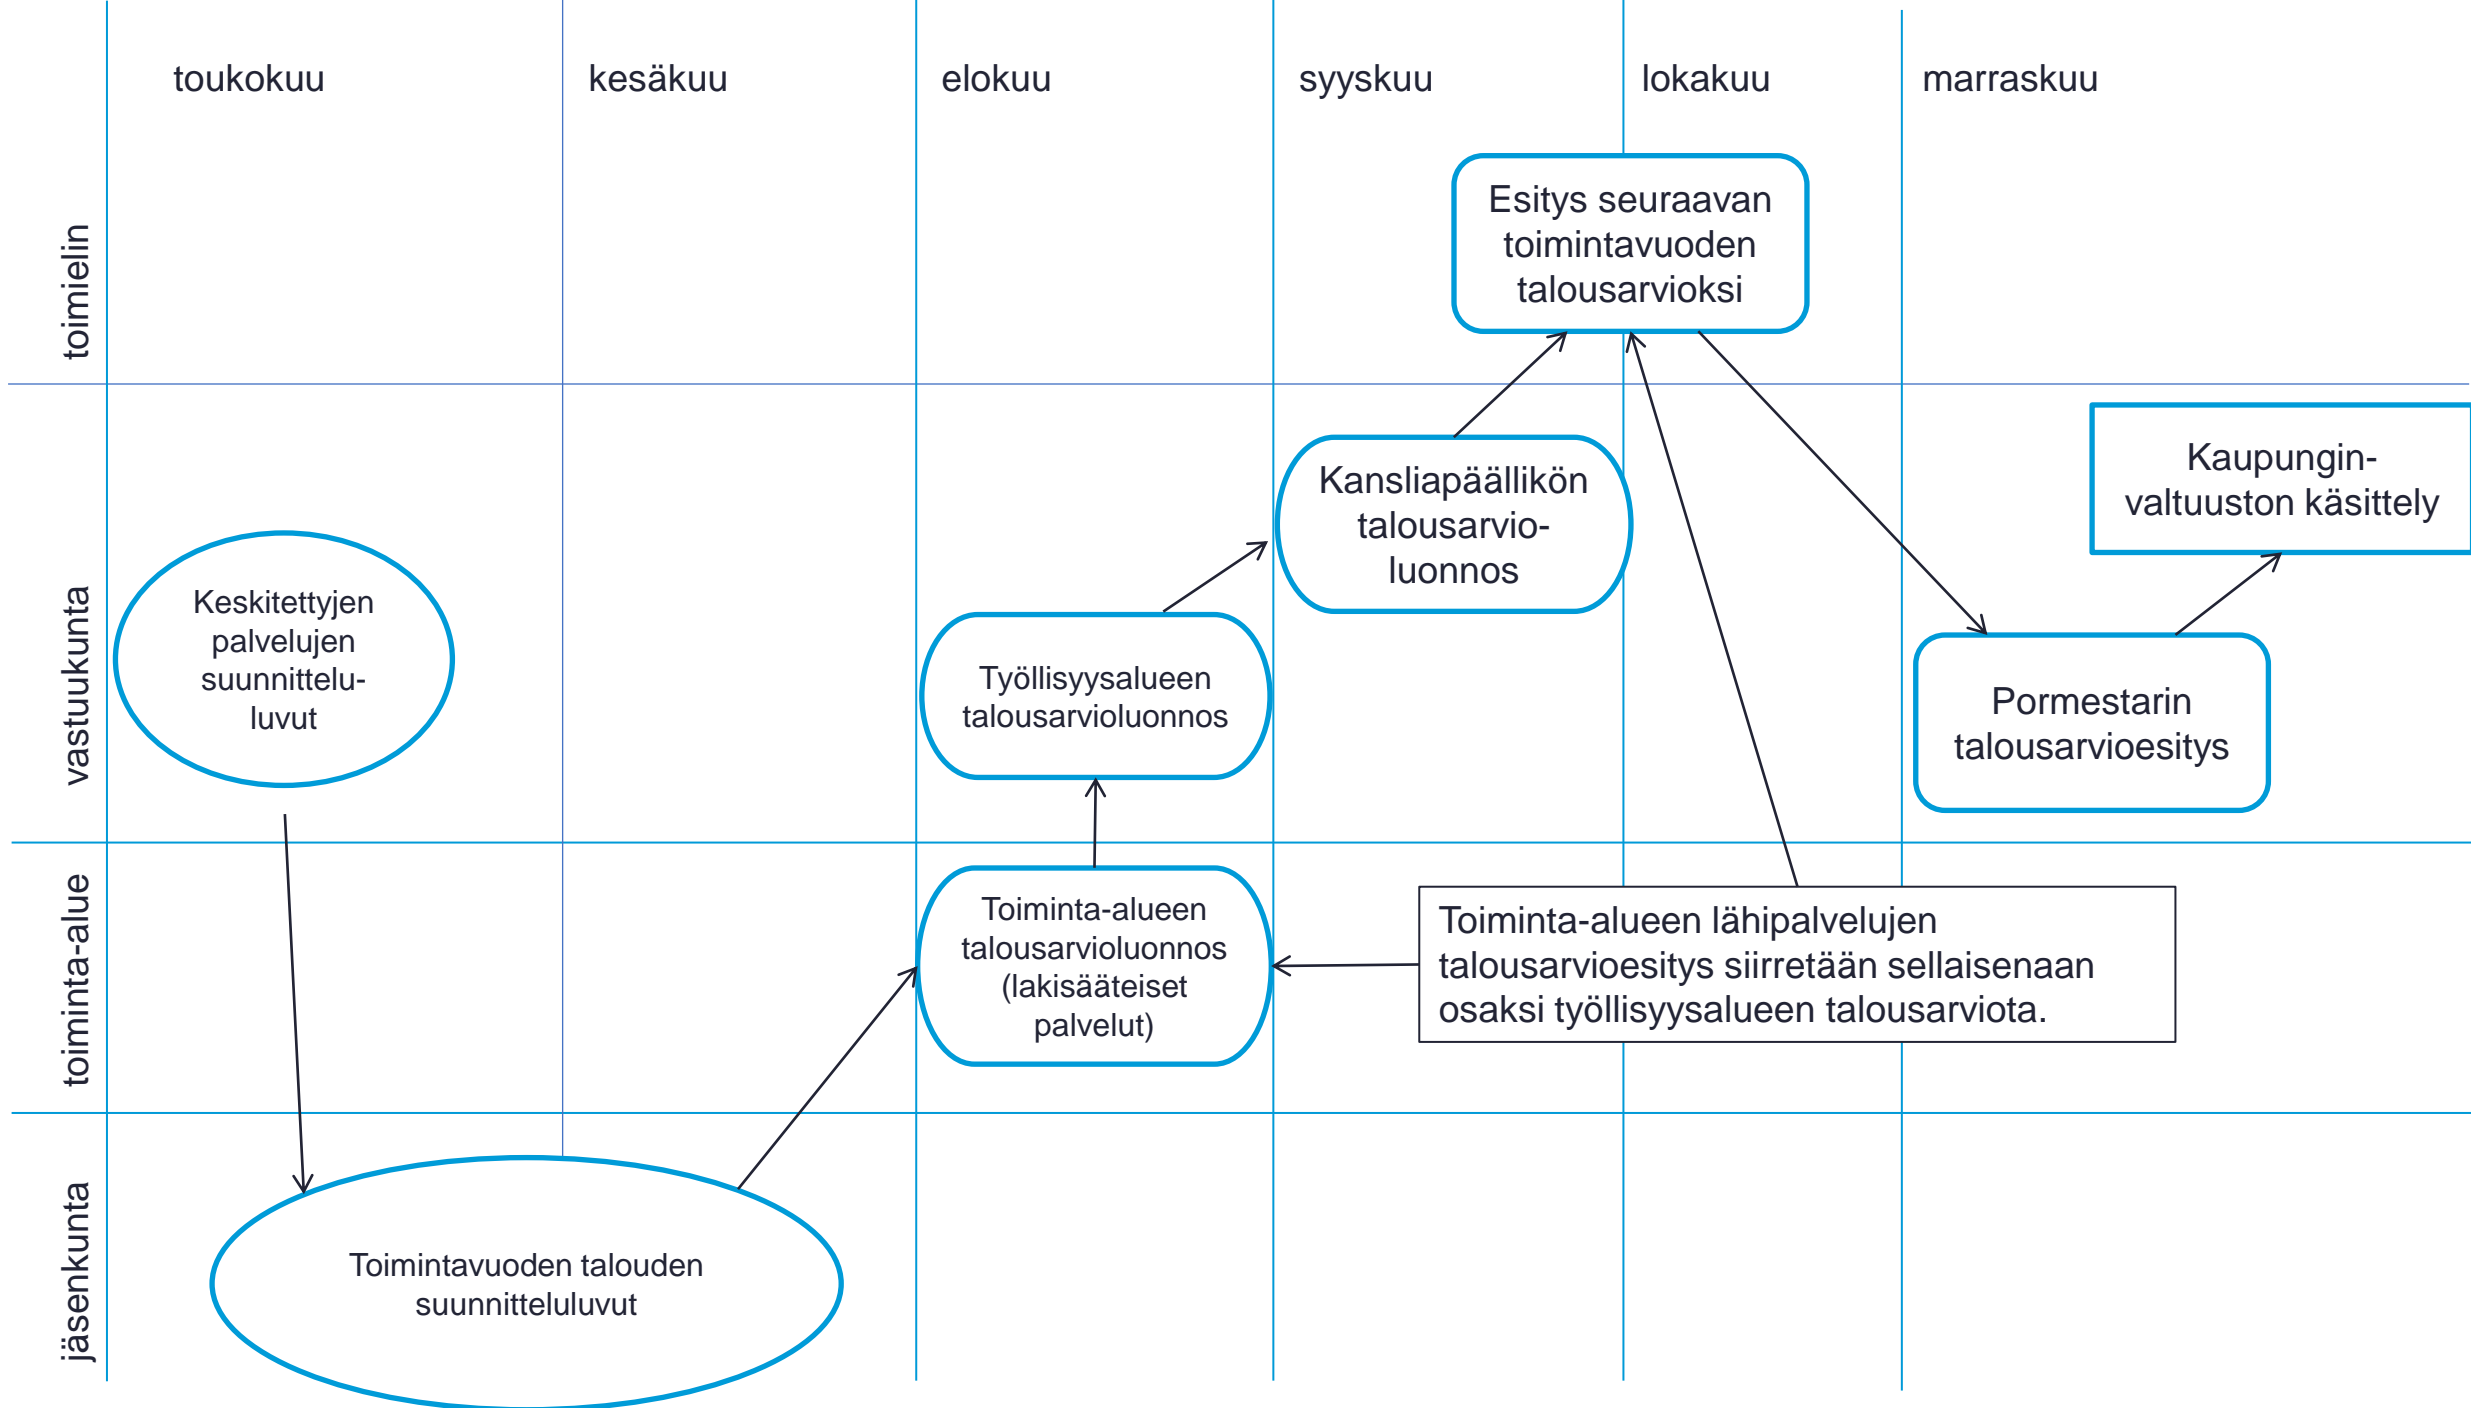 toukokuu
kesäkuu
elokuu
syyskuu
lokakuu
marraskuu
toimielin
Esitys seuraavan
toimintavuoden
talousarvioksi
vastuukunta
Keskitettyjen
palvelujen
suunnittelu-
luvut
Työllisyysalueen
talousarvioluonnos
Kansliapäällikön
talousarvio-
luonnos
Pormestarin
talousarvioesitys
Kaupungin-
valtuuston käsittely
toiminta-alue
Toiminta-alueen
talousarvioluonnos
(lakisääteiset
palvelut)
Toiminta-alueen lähipalvelujen
talousarvioesitys siirretään sellaisenaan
osaksi työllisyysalueen talousarviota.
jäsenkunta
Toimintavuoden talouden
suunnitteluluvut